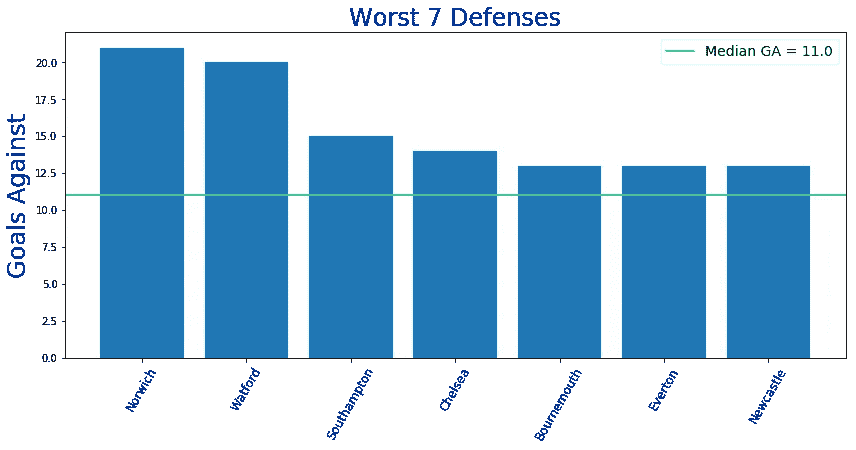 Worst 7 Defenses
Median GA = 11.0
Goals Against
20.0
17.5
15.0
12.5
10.0
7.5
5.0
2.5
0.0
Norwich
Watford
Southampton
Chelsea
Bournemouth
Everton
Newcastle